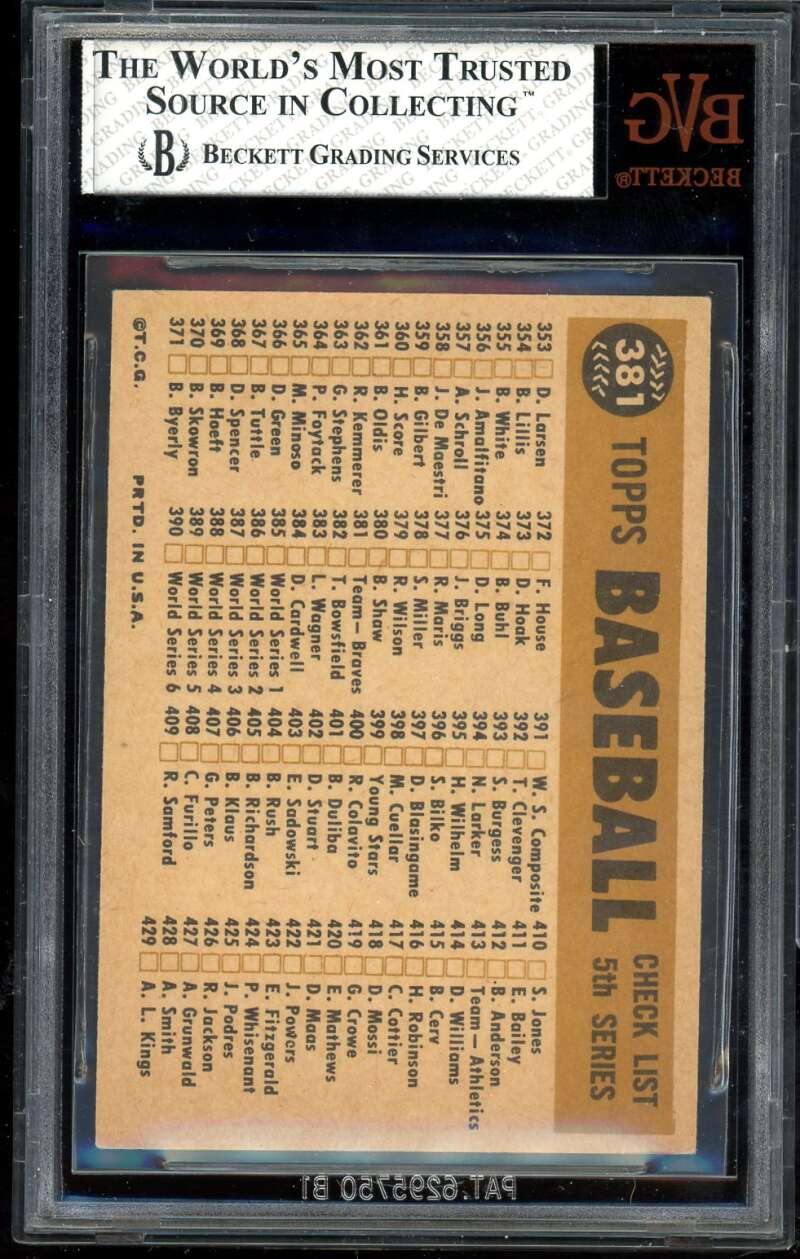 THE WORLD'S MOST TRUSTED
SOURCE IN COLLECTING™
B BECKETT GRADING SERVICES
BVG
BECKETT®
381 TOPPS BASEBALL CHECK LIST
5th SERIES
353 D. Larsen
354 B. Lillis
355 B. White
356 J. Amalfitano
357 A. Schroll
358 J. De Maestri
359 B. Gilbert
360 H. Score
361 B. Oldis
362 R. Kemmerer
363 G. Stephens
364 P. Foytack
365 M. Minoso
366 D. Green
367 B. Tuttle
368 D. Spencer
369 B. Hoeft
370 B. Skowron
371 B. Byerly
372 F. House
373 D. Hoak
374 B. Buhl
375 D. Long
376 J. Briggs
377 R. Maris
378 S. Miller
379 R. Wilson
380 B. Shaw
381 Team—Braves
382 T. Bowsfield
383 L. Wagner
384 D. Cardwell
385 World Series 1
386 World Series 2
387 World Series 3
388 World Series 4
389 World Series 5
390 World Series 6
391 W. S. Composite
392 T. Clevenger
393 S. Burgess
394 N. Larker
395 H. Wilhelm
396 S. Bilko
397 D. Blasingame
398 M. Cuellar
399 Young Stars
400 R. Colavito
401 B. Duliba
402 D. Stuart
403 E. Sadowski
404 B. Rush
405 B. Richardson
406 B. Klaus
407 G. Peters
408 C. Furillo
409 R. Samford
410 S. Jones
411 E. Bailey
412 B. Anderson
413 Team—Athletics
414 D. Williams
415 B. Cerv
416 H. Robinson
417 C. Cottier
418 D. Mossi
419 G. Crowe
420 E. Mathews
421 D. Maas
422 J. Powers
423 E. Fitzgerald
424 P. Whisenant
425 J. Podres
426 R. Jackson
427 A. Grunwald
428 A. Smith
429 A. L. Kings
©T.C.G. PRTD. IN U.S.A.
PAT. 6295750 B1